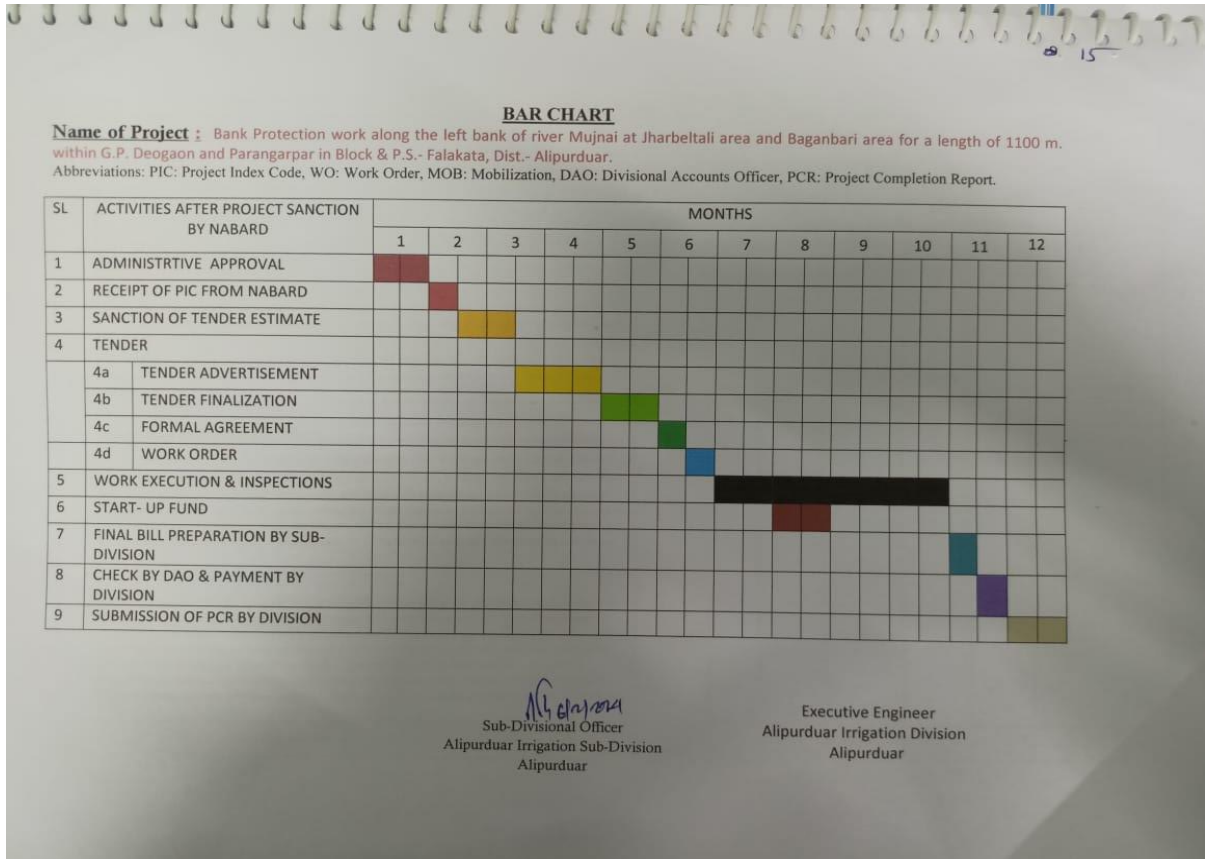 15
BAR CHART
Name of Project : Bank Protection work along the left bank of river Mujnai at Jharbeltali area and Baganbari area for a length of 1100 m.
within G.P. Deogaon and Parangarpar in Block & P.S.- Falakata, Dist.- Alipurduar.
Abbreviations: PIC: Project Index Code, WO: Work Order, MOB: Mobilization, DAO: Divisional Accounts Officer, PCR: Project Completion Report.
SL ACTIVITIES AFTER PROJECT SANCTION MONTHS
BY NABARD
1 2 3 4 5 6 7 8 9 10 11 12
1 ADMINISTRTIVE APPROVAL
2 RECEIPT OF PIC FROM NABARD
3 SANCTION OF TENDER ESTIMATE
4 TENDER
4a TENDER ADVERTISEMENT
4b TENDER FINALIZATION
4c FORMAL AGREEMENT
4d WORK ORDER
5 WORK EXECUTION & INSPECTIONS
6 START- UP FUND
7 FINAL BILL PREPARATION BY SUB-
DIVISION
8 CHECK BY DAO & PAYMENT BY
DIVISION
9 SUBMISSION OF PCR BY DIVISION
Sub-Divisional Officer
Alipurduar Irrigation Sub-Division
Alipurduar
Executive Engineer
Alipurduar Irrigation Division
Alipurduar